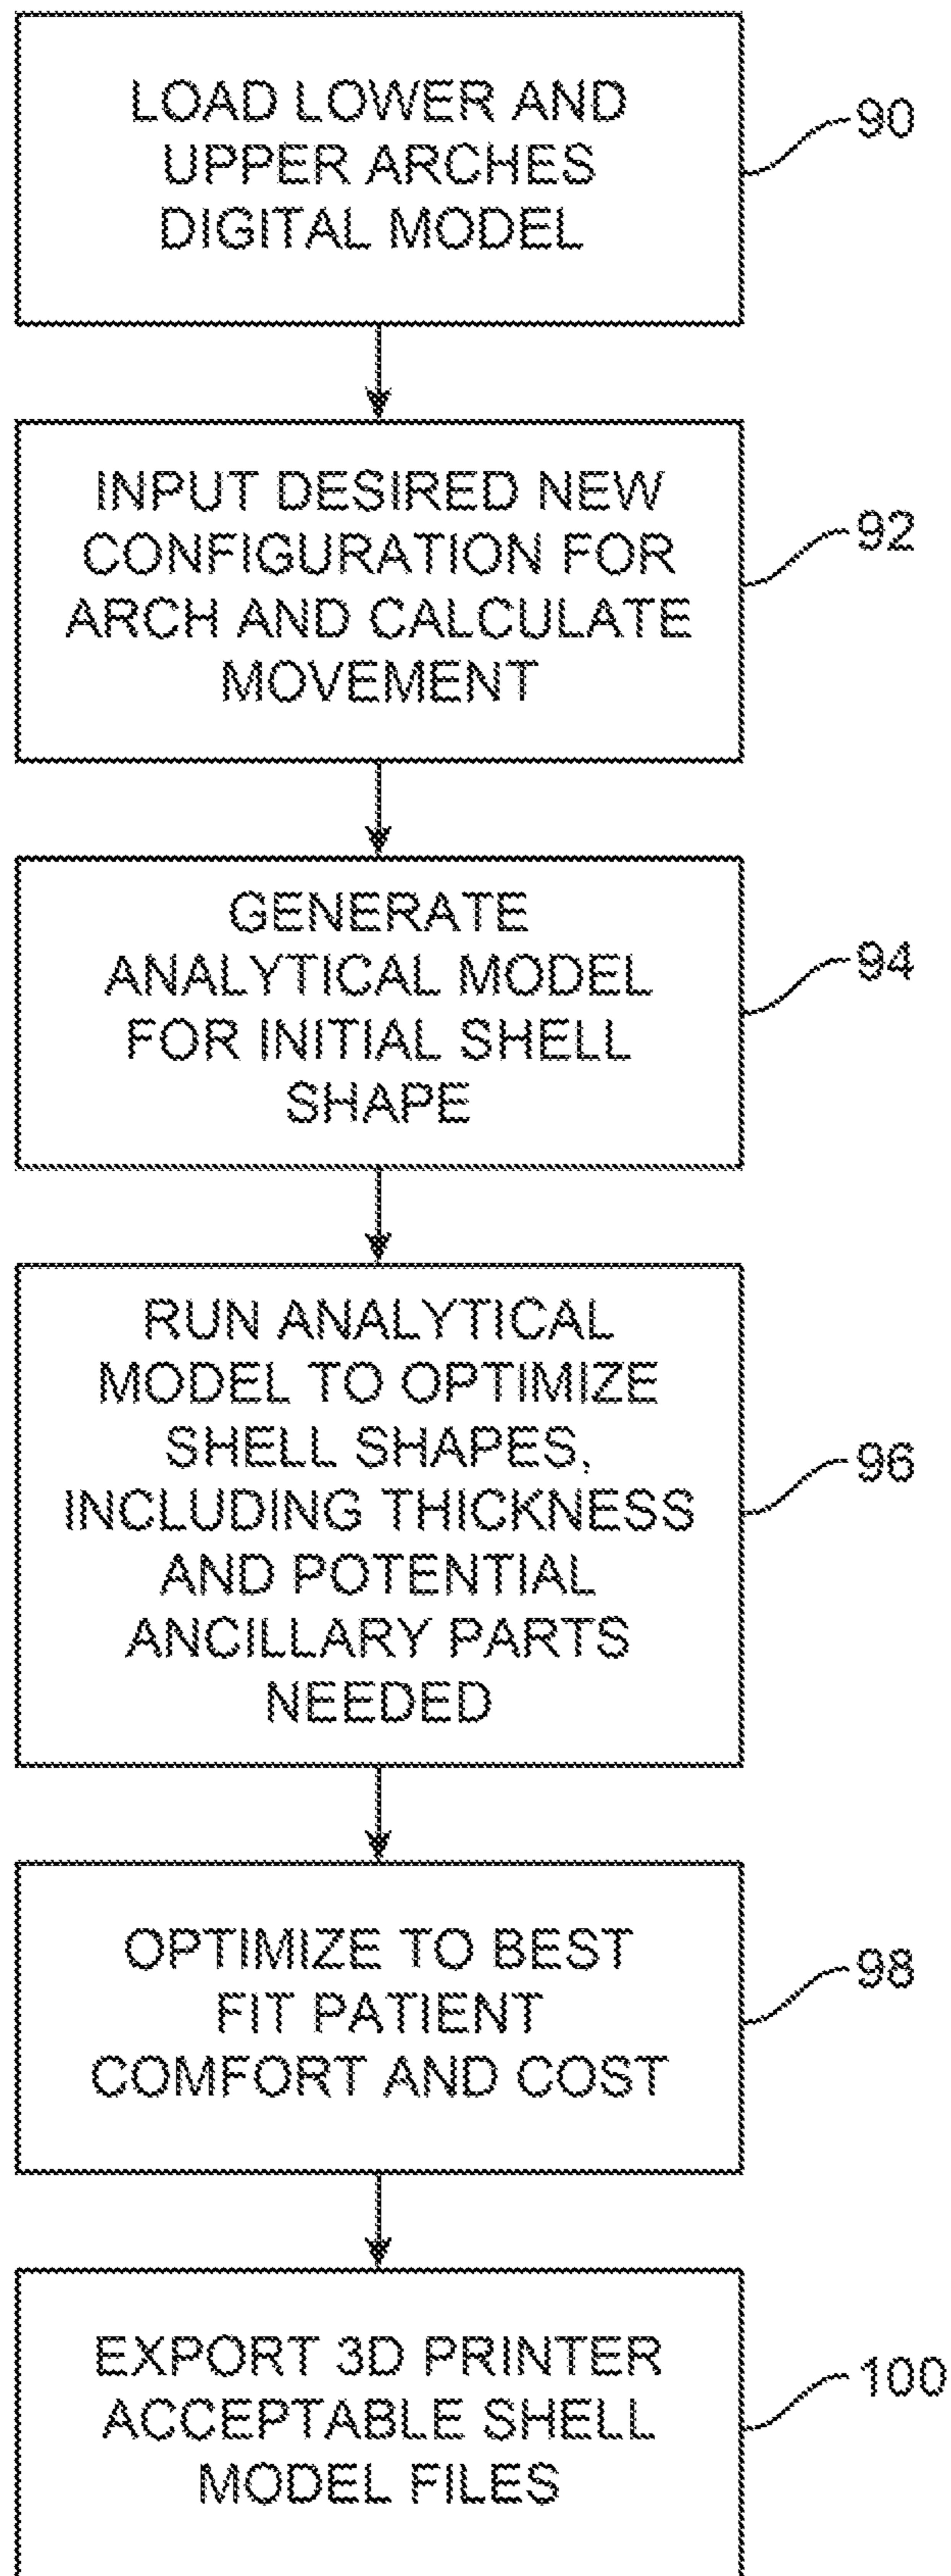 LOAD LOWER AND
UPPER ARCHES
DIGITAL MODEL
90
INPUT DESIRED NEW
CONFIGURATION FOR
ARCH AND CALCULATE
MOVEMENT
92
GENERATE
ANALYTICAL MODEL
FOR INITIAL SHELL
SHAPE
94
RUN ANALYTICAL
MODEL TO OPTIMIZE
SHELL SHAPES,
INCLUDING THICKNESS
AND POTENTIAL
ANCILLARY PARTS
NEEDED
96
OPTIMIZE TO BEST
FIT PATIENT
COMFORT AND COST
98
EXPORT 3D PRINTER
ACCEPTABLE SHELL
MODEL FILES
100